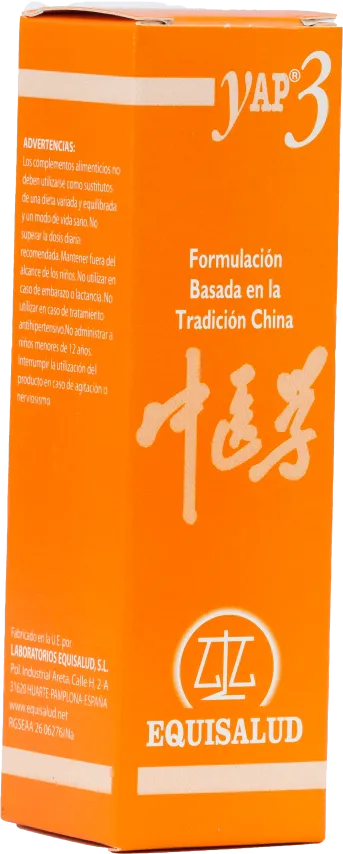 yAP® 3
Formulación
Basada en la
Tradición China
中医学
EQUISALUD
ADVERTENCIAS:
Los complementos alimenticios no
deben utilizarse como sustitutos
de una dieta variada y equilibrada
y un modo de vida sano. No
superar la dosis diaria
recomendada. Mantener fuera del
alcance de los niños. No utilizar en
caso de embarazo o lactancia. No
utilizar en caso de tratamiento
antihipertensivo. No administrar a
niños menores de 12 años.
Interrumpir la utilización del
producto en caso de agitación o
nerviosismo.
Fabricado en la U.E. por
LABORATORIOS EQUISALUD, S.L.
Pol. Industrial Areta. Calle H, 2-A
31620 HUARTE PAMPLONA-ESPAÑA
www.equisalud.net
RGSEAA 26 06276/Na